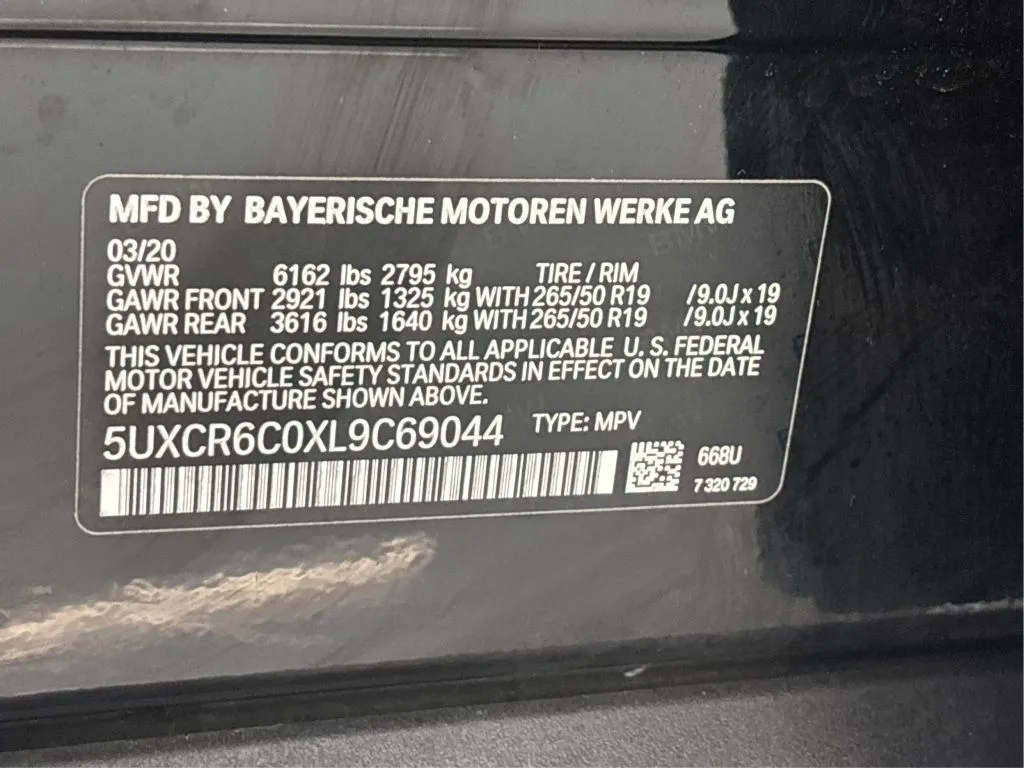 MFD BY BAYERISCHE MOTOREN WERKE AG
03/20
GVWR 6162 lbs 2795 kg TIRE / RIM
GAWR FRONT 2921 lbs 1325 kg WITH 265/50 R19 /9.0J x 19
GAWR REAR 3616 lbs 1640 kg WITH 265/50 R19 /9.0J x 19
THIS VEHICLE CONFORMS TO ALL APPLICABLE U. S. FEDERAL
MOTOR VEHICLE SAFETY STANDARDS IN EFFECT ON THE DATE
OF MANUFACTURE SHOWN ABOVE.
5UXCR6C0XL9C69044 TYPE: MPV
668U
7 320 729